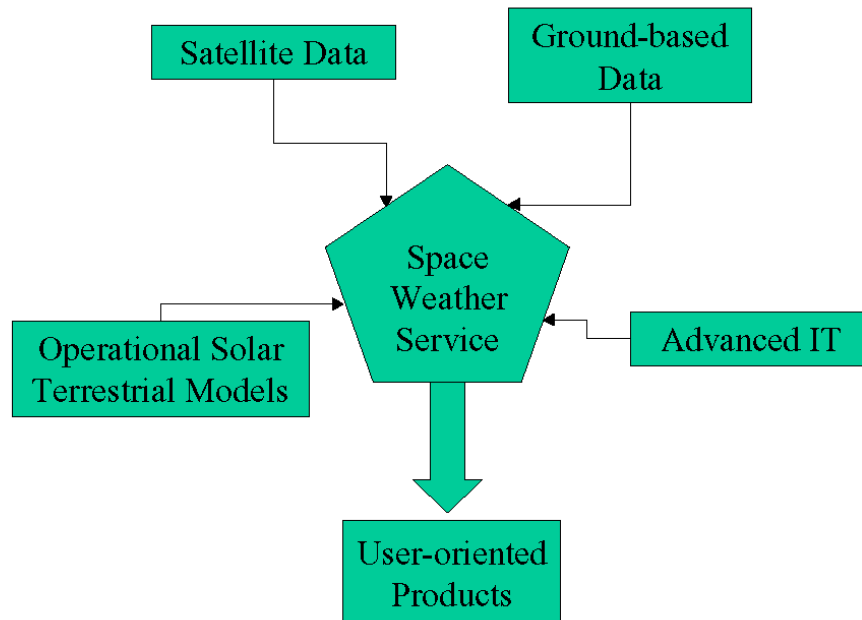 Satellite Data
Ground-based
Data
Space
Weather
Service
Operational Solar
Terrestrial Models
Advanced IT
User-oriented
Products